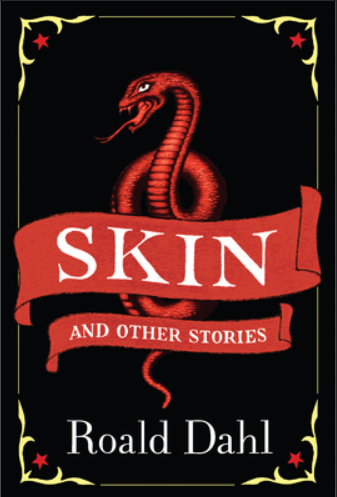 SKIN
AND OTHER STORIES
Roald Dahl